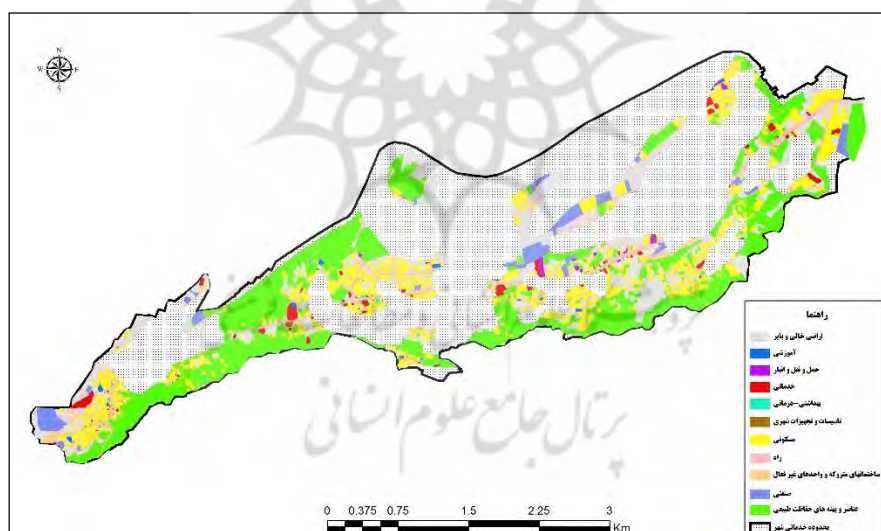 N
W E
S
راهنما
اراضی خالی و بایر
آموزشی
حمل و نقل و انبار
خدماتی
بهداشتی-درمانی
تاسیسات و تجهیزات شهری
مسکونی
راه
ساختمانهای متروکه و واحدهای غیر فعال
صنعتی
عناصر و پهنه های حفاظت طبیعی
محدوده خدماتی شهر
پرتال جامع علوم انسانی
0 0.375 0.75 1.5 2.25 3
Km